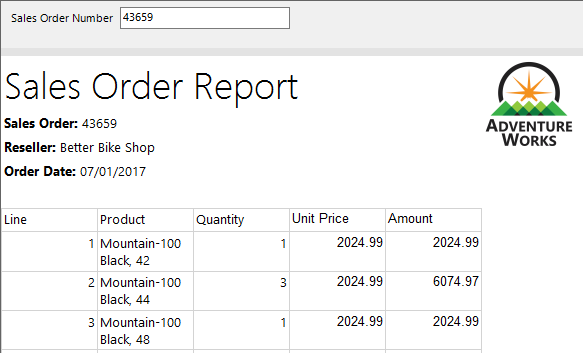 Sales Order Number 43659
Sales Order Report
ADVENTURE
WORKS
Sales Order: 43659
Reseller: Better Bike Shop
Order Date: 07/01/2017
Line Product Quantity Unit Price Amount
1 Mountain-100 1 2024.99 2024.99
Black, 42
2 Mountain-100 3 2024.99 6074.97
Black, 44
3 Mountain-100 1 2024.99 2024.99
Black, 48